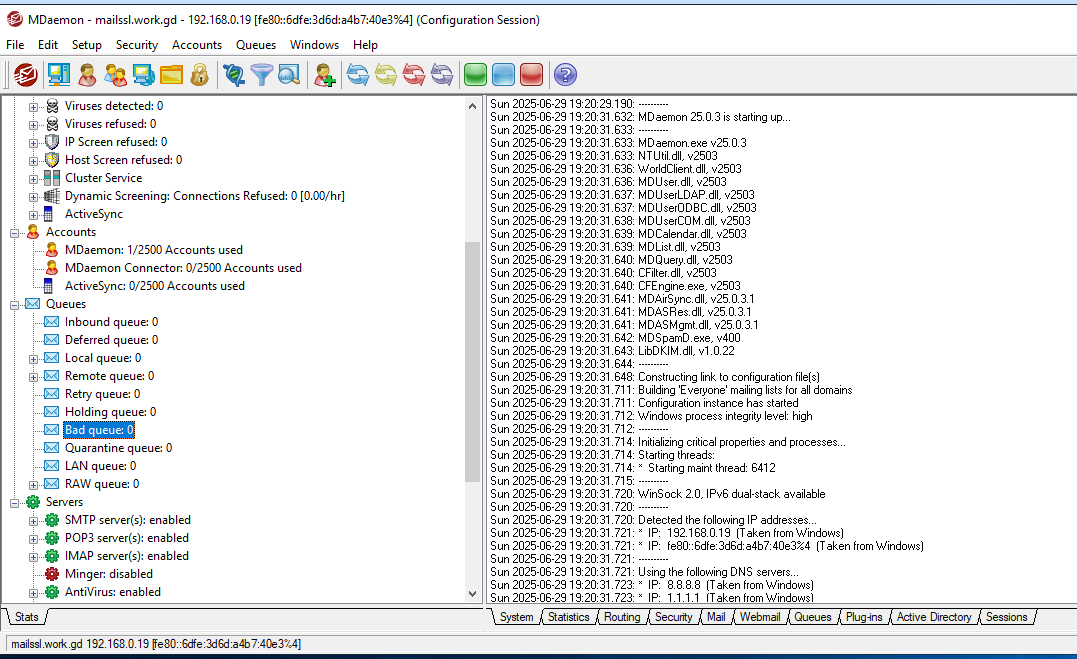 MDaemon - mailssl.work.gd - 192.168.0.19 [fe80::6dfe:3d6d:a4b7:40e3%4] (Configuration Session)
File Edit Setup Security Accounts Queues Windows Help
Viruses detected: 0
Viruses refused: 0
IP Screen refused: 0
Host Screen refused: 0
Cluster Service
Dynamic Screening: Connections Refused: 0 [0.00/hr]
ActiveSync
Accounts
MDaemon: 1/2500 Accounts used
MDaemon Connector: 0/2500 Accounts used
ActiveSync: 0/2500 Accounts used
Queues
Inbound queue: 0
Deferred queue: 0
Local queue: 0
Remote queue: 0
Retry queue: 0
Holding queue: 0
Bad queue: 0
Quarantine queue: 0
LAN queue: 0
RAW queue: 0
Servers
SMTP server(s): enabled
POP3 server(s): enabled
IMAP server(s): enabled
Minger: disabled
AntiVirus: enabled
Stats
Sun 2025-06-29 19:20:29.190: ----------
Sun 2025-06-29 19:20:31.632: MDaemon 25.0.3 is starting up...
Sun 2025-06-29 19:20:31.633: ----------
Sun 2025-06-29 19:20:31.633: MDaemon.exe v25.0.3
Sun 2025-06-29 19:20:31.633: NTUtil.dll, v2503
Sun 2025-06-29 19:20:31.636: WorldClient.dll, v2503
Sun 2025-06-29 19:20:31.636: MDUser.dll, v2503
Sun 2025-06-29 19:20:31.637: MDUserLDAP.dll, v2503
Sun 2025-06-29 19:20:31.637: MDUserODBC.dll, v2503
Sun 2025-06-29 19:20:31.638: MDUserCOM.dll, v2503
Sun 2025-06-29 19:20:31.639: MDCalendar.dll, v2503
Sun 2025-06-29 19:20:31.639: MDList.dll, v2503
Sun 2025-06-29 19:20:31.640: MDQuery.dll, v2503
Sun 2025-06-29 19:20:31.640: CFilter.dll, v2503
Sun 2025-06-29 19:20:31.640: CFEngine.exe, v2503
Sun 2025-06-29 19:20:31.641: MDAirSync.dll, v25.0.3.1
Sun 2025-06-29 19:20:31.641: MDASRes.dll, v25.0.3.1
Sun 2025-06-29 19:20:31.641: MDASMgmt.dll, v25.0.3.1
Sun 2025-06-29 19:20:31.642: MDSpamD.exe, v400
Sun 2025-06-29 19:20:31.643: LibDKIM.dll, v1.0.22
Sun 2025-06-29 19:20:31.644: ----------
Sun 2025-06-29 19:20:31.648: Constructing link to configuration file(s)
Sun 2025-06-29 19:20:31.711: Building 'Everyone' mailing lists for all domains
Sun 2025-06-29 19:20:31.711: Configuration instance has started
Sun 2025-06-29 19:20:31.712: Windows process integrity level: high
Sun 2025-06-29 19:20:31.712: ----------
Sun 2025-06-29 19:20:31.714: Initializing critical properties and processes...
Sun 2025-06-29 19:20:31.714: Starting threads:
Sun 2025-06-29 19:20:31.714: * Starting maint thread: 6412
Sun 2025-06-29 19:20:31.715: ----------
Sun 2025-06-29 19:20:31.720: WinSock 2.0, IPv6 dual-stack available
Sun 2025-06-29 19:20:31.720: ----------
Sun 2025-06-29 19:20:31.720: Detected the following IP addresses...
Sun 2025-06-29 19:20:31.721: * IP: 192.168.0.19 (Taken from Windows)
Sun 2025-06-29 19:20:31.721: * IP: fe80::6dfe:3d6d:a4b7:40e3%4 (Taken from Windows)
Sun 2025-06-29 19:20:31.721: ----------
Sun 2025-06-29 19:20:31.721: Using the following DNS servers...
Sun 2025-06-29 19:20:31.723: * IP: 8.8.8.8 (Taken from Windows)
Sun 2025-06-29 19:20:31.723: * IP: 1.1.1.1 (Taken from Windows)
System Statistics Routing Security Mail Webmail Queues Plug-ins Active Directory Sessions
mailssl.work.gd 192.168.0.19 [fe80::6dfe:3d6d:a4b7:40e3%4]